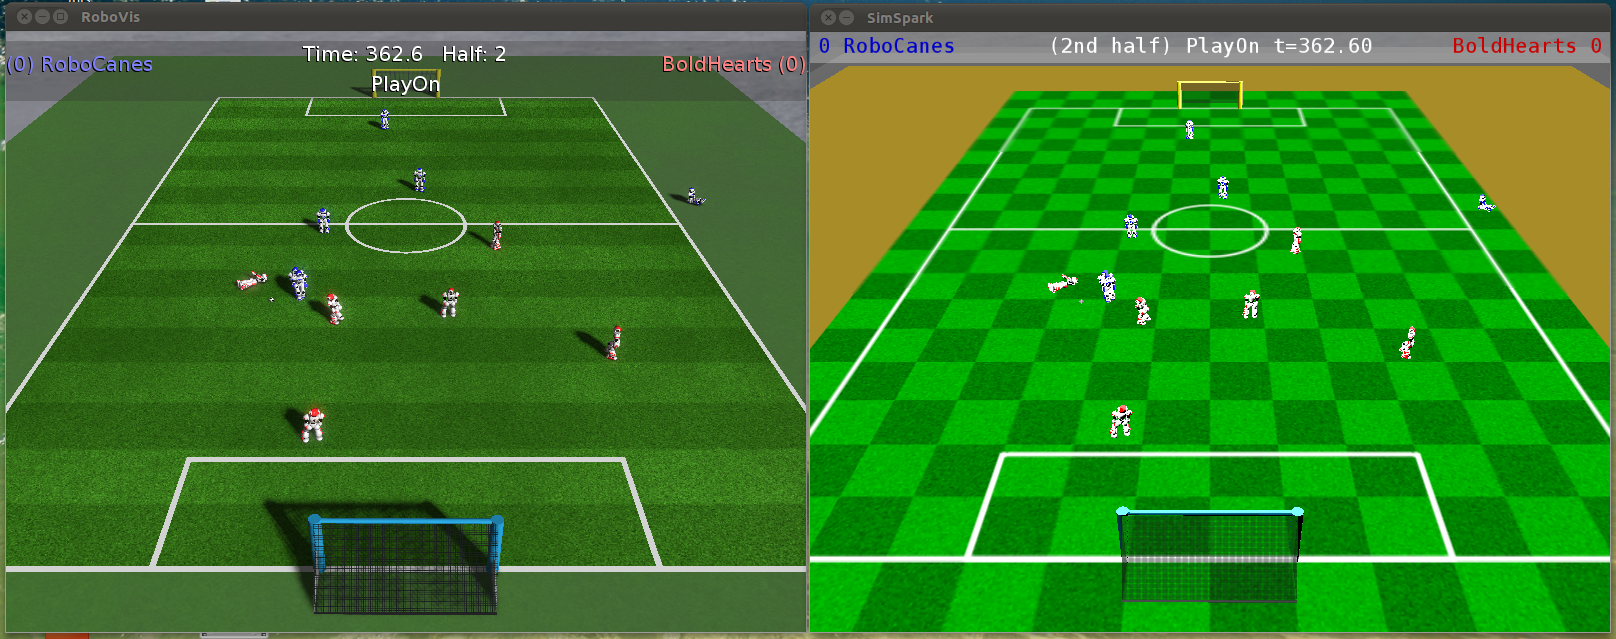 RoboVis
Time: 362.6 Half: 2
(0) RoboCanes
BoldHearts (0)
PlayOn
SimSpark
0 RoboCanes (2nd half) PlayOn t=362.60 BoldHearts 0